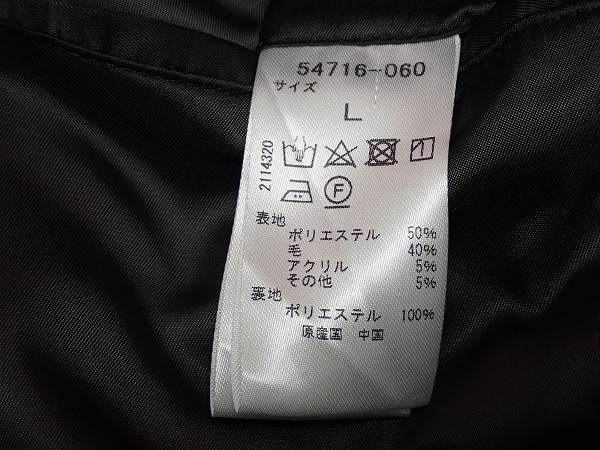 54716-060
サイズ
L
2114320
F
表地
ポリエステル 50%
毛 40%
アクリル 5%
その他 5%
裏地
ポリエステル 100%
原産国 中国